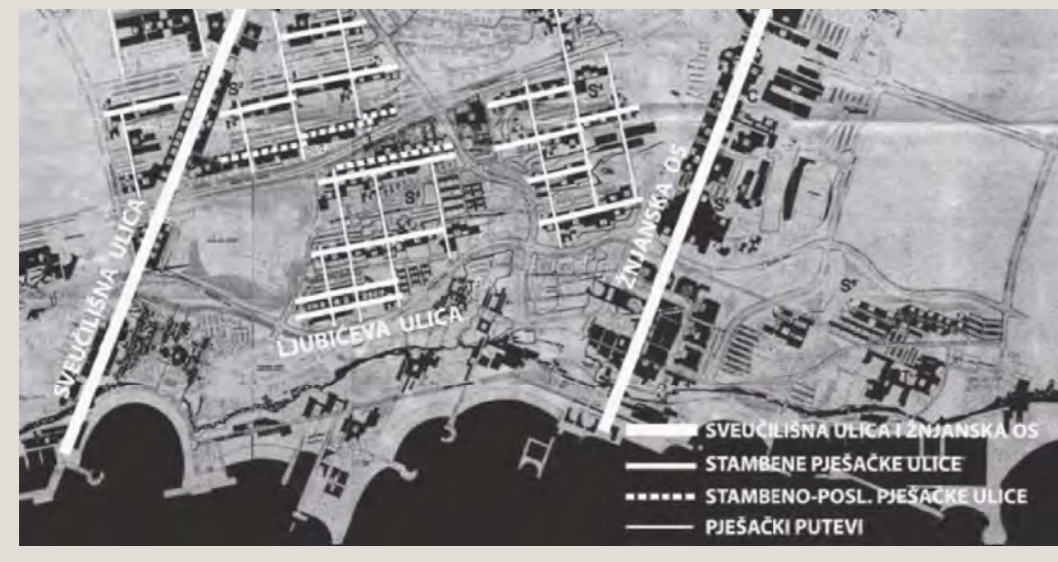 SVEUČILIŠNA ULICA
ŽNJANSKA OS
LJUBIĆEVA ULICA
C
SVEUČILIŠNA ULICA I ŽNJANSKA OS
STAMBENE PJEŠAČKE ULICE
STAMBENO-POSL. PJEŠAČKE ULICE
PJEŠAČKI PUTEVI